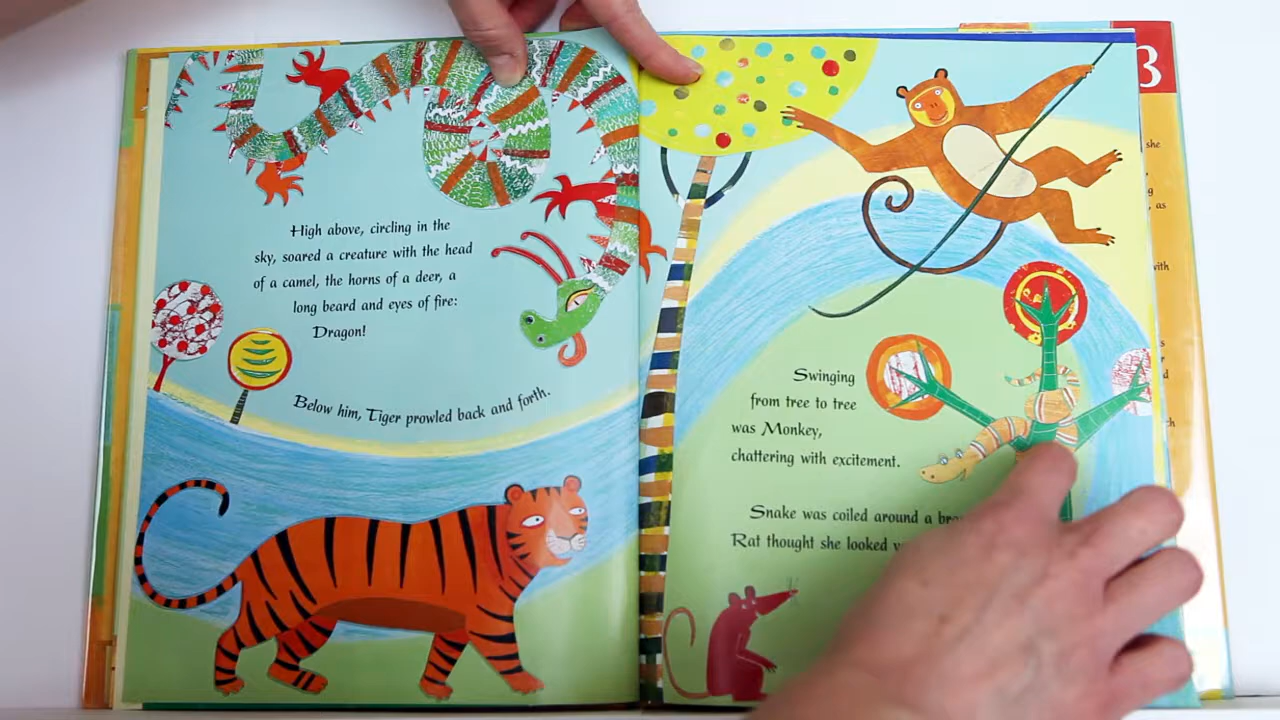 High above, circling in the
sky, soared a creature with the head
of a camel, the horns of a deer, a
long beard and eyes of fire:
Dragon!
Below him, Tiger prowled back and forth.
Swinging
from tree to tree
was Monkey,
chattering with excitement.
Snake was coiled around a
Rat thought she looked
3
she
as